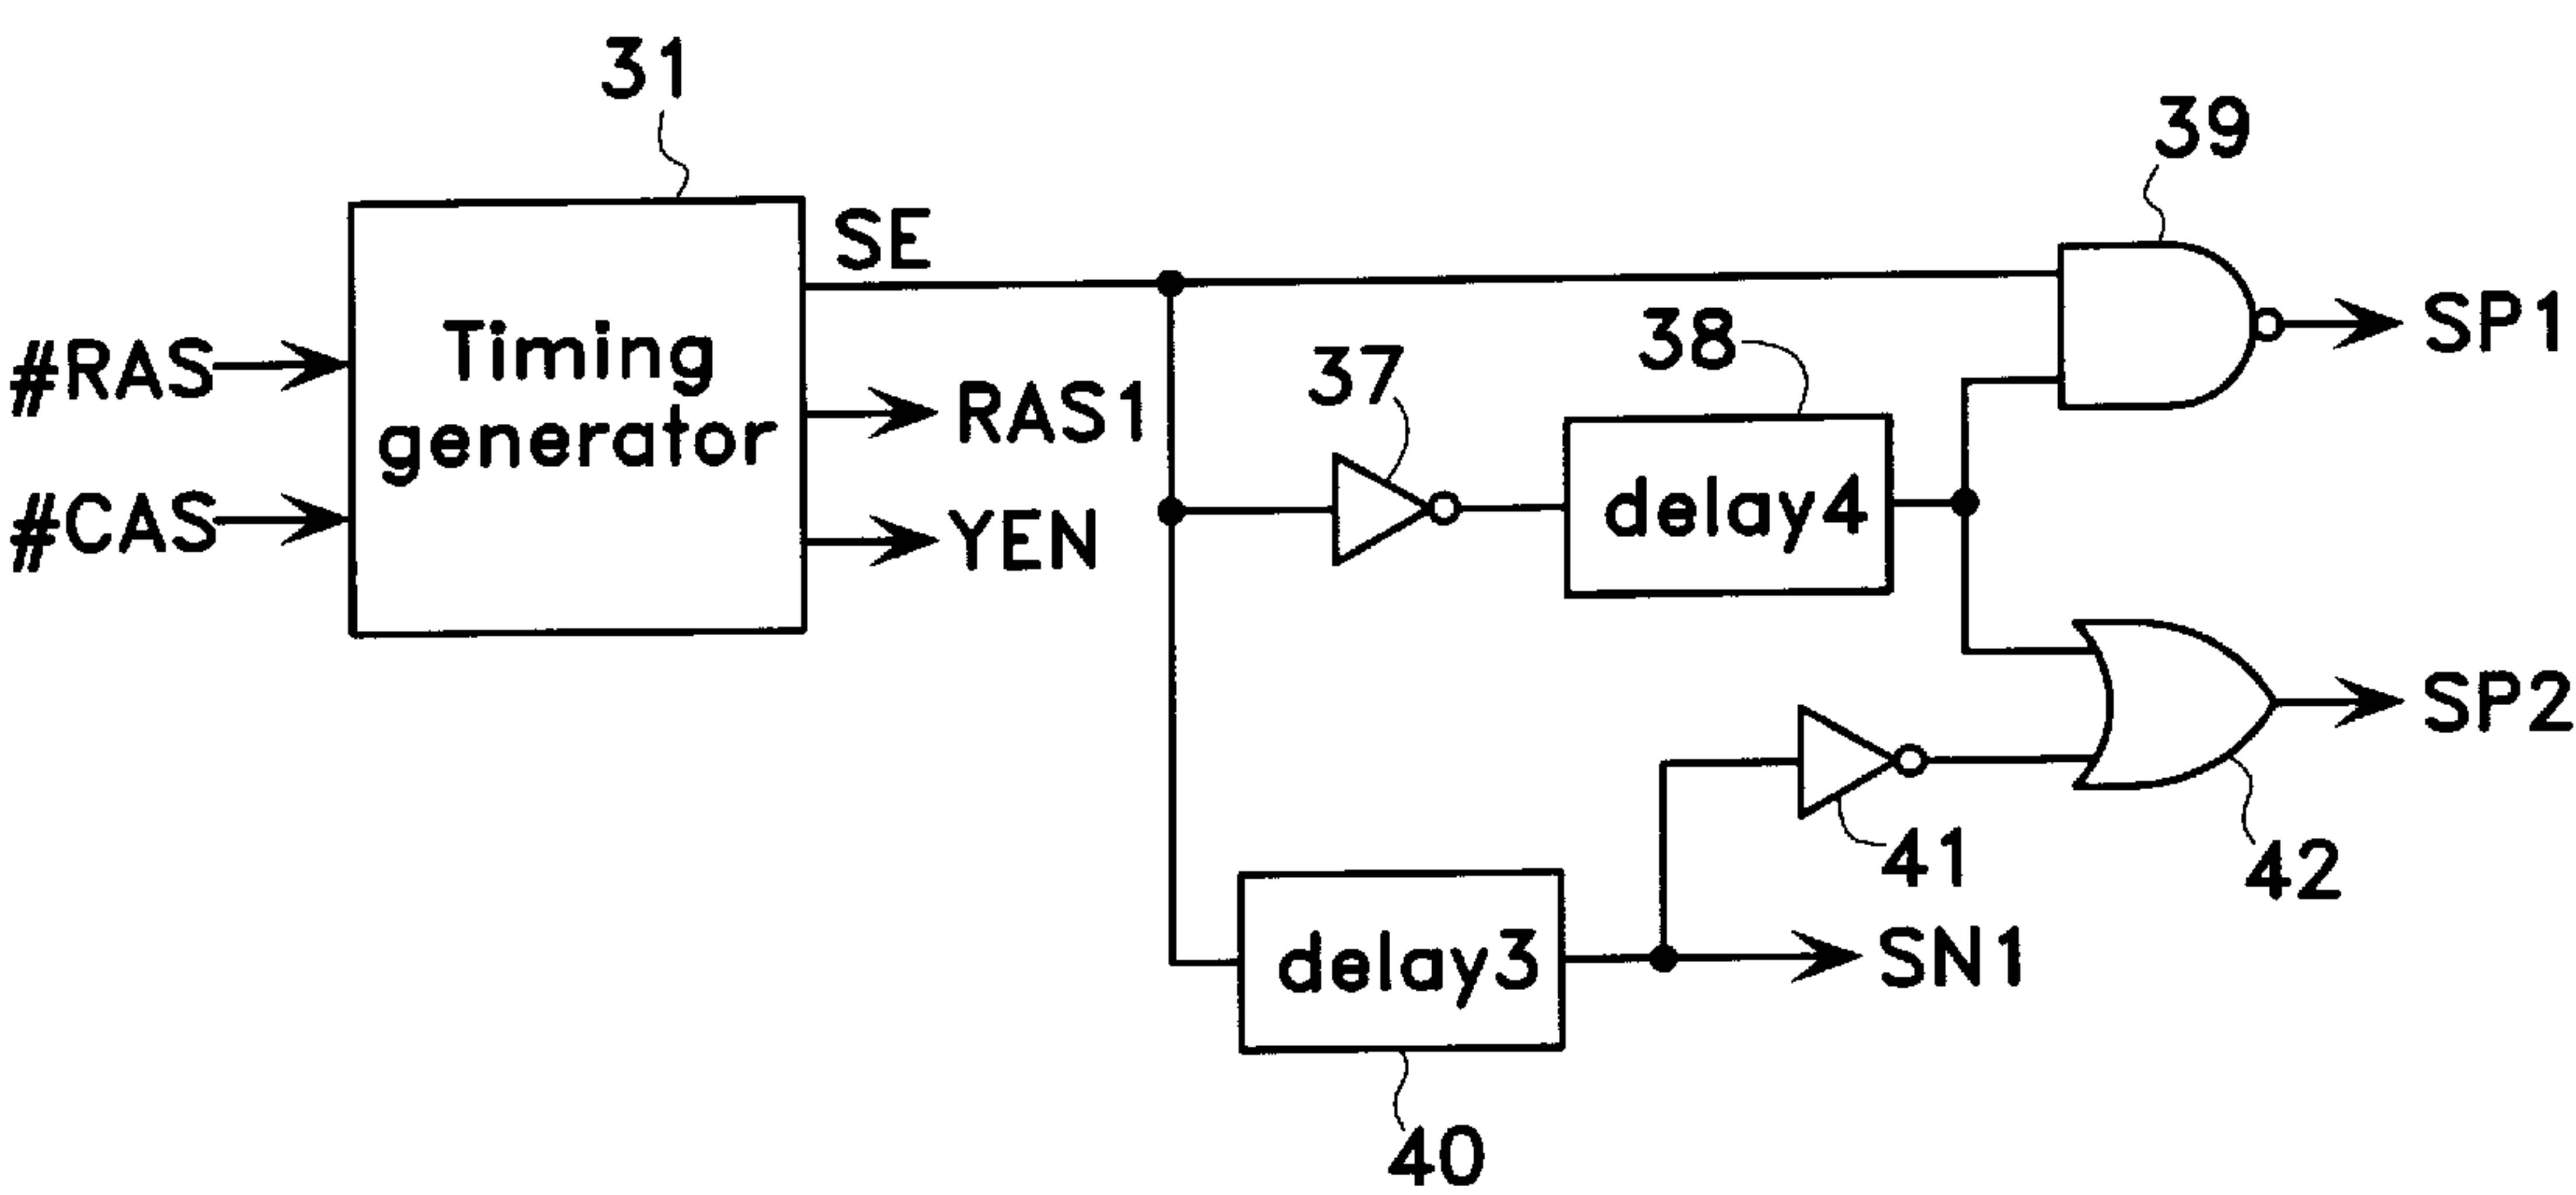 31
39
SE
38
SP1
#RAS
Timing
generator
37
RAS1
#CAS
delay4
YEN
SP2
41
42
delay3
SN1
40